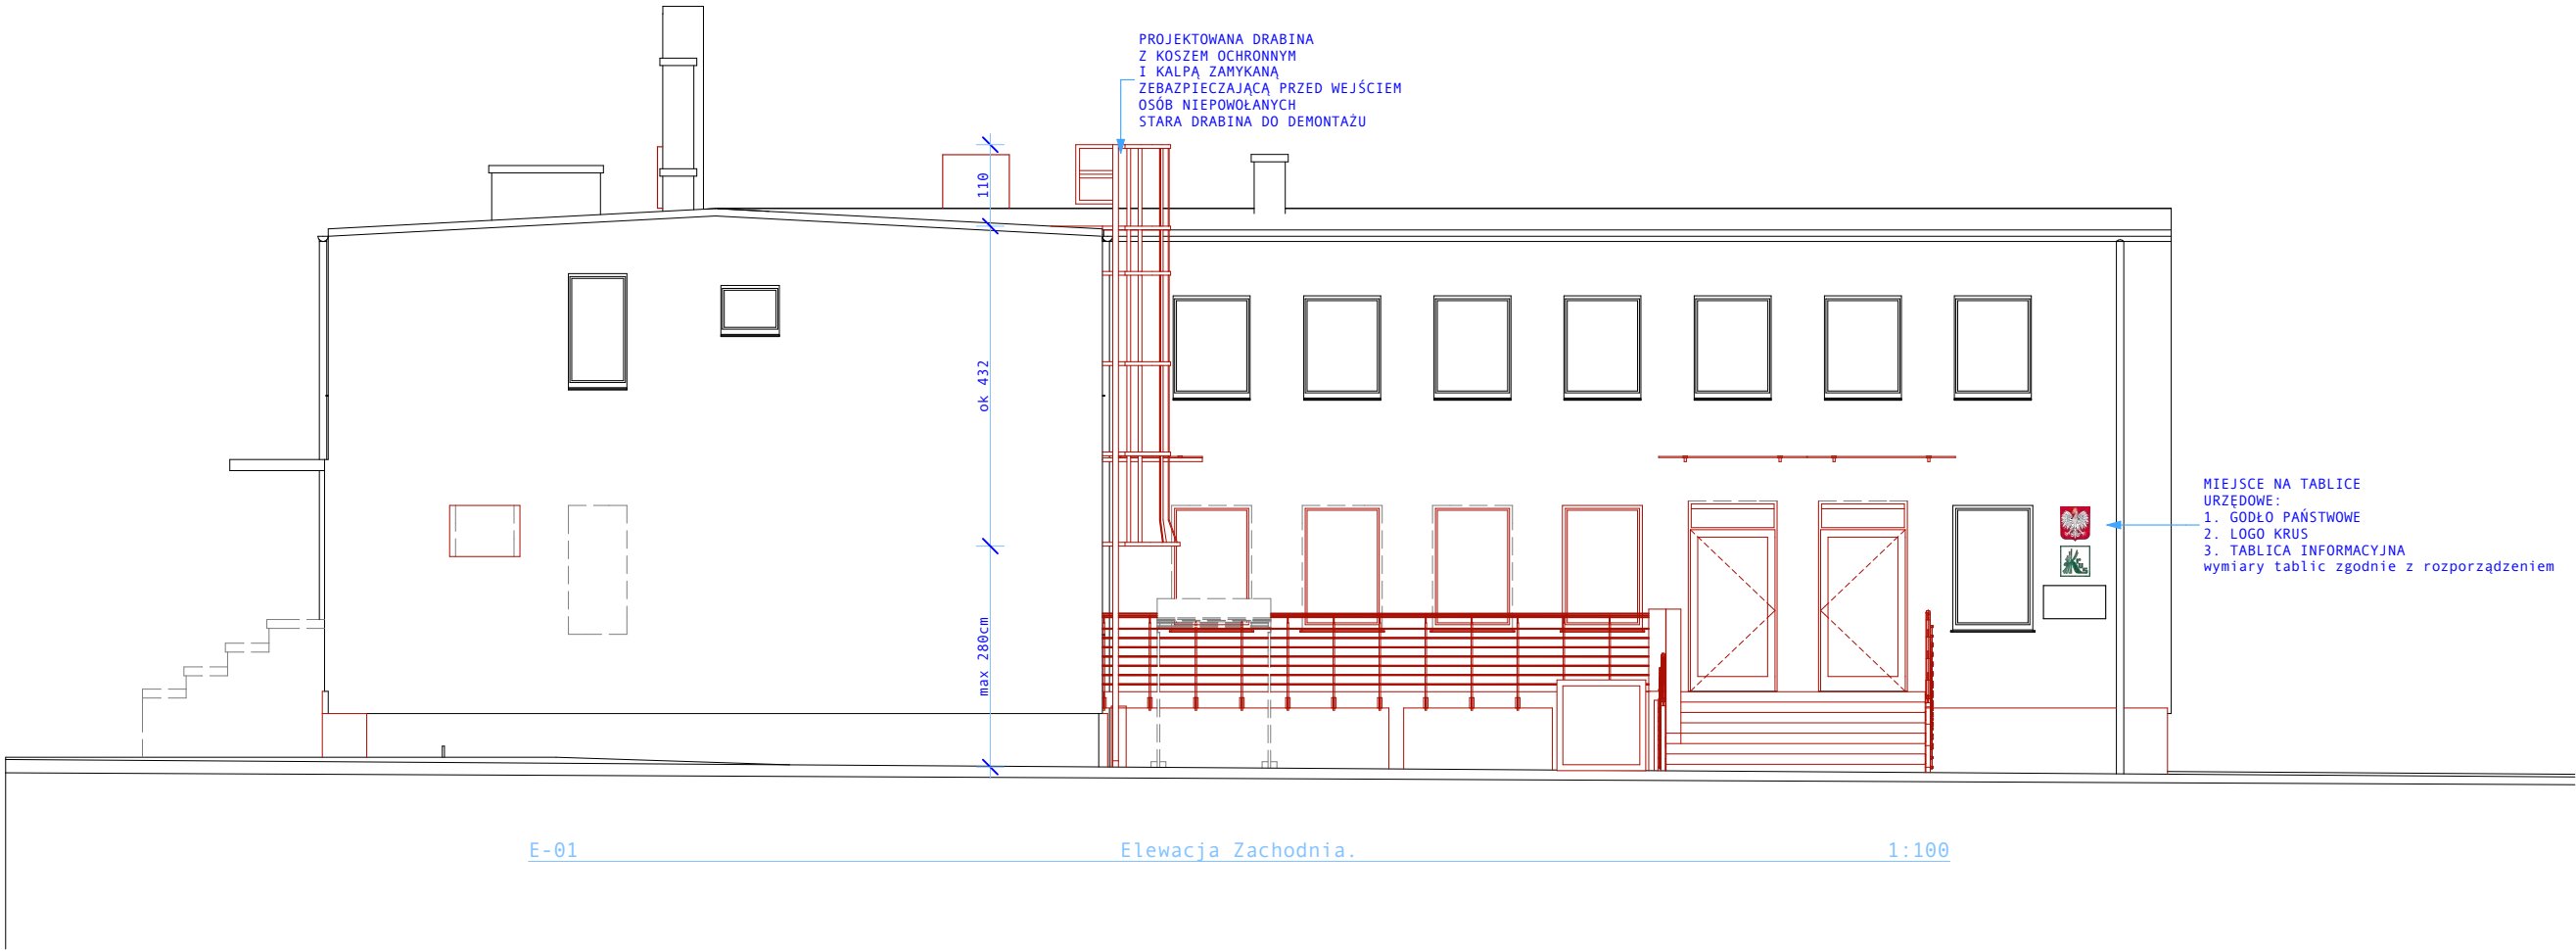 PROJEKTOWANA DRABINA
Z KOSZEM OCHRONNYM
I KALPĄ ZAMYKANĄ
ZEBAZPIECZAJĄCĄ PRZED WEJŚCIEM
OSÓB NIEPOWOŁANYCH
STARA DRABINA DO DEMONTAŻU
110
ok 432
max 280cm
MIEJSCE NA TABLICE
URZĘDOWE:
1. GODŁO PAŃSTWOWE
2. LOGO KRUS
3. TABLICA INFORMACYJNA
wymiary tablic zgodnie z rozporządzeniem
E-01 Elewacja Zachodnia. 1:100